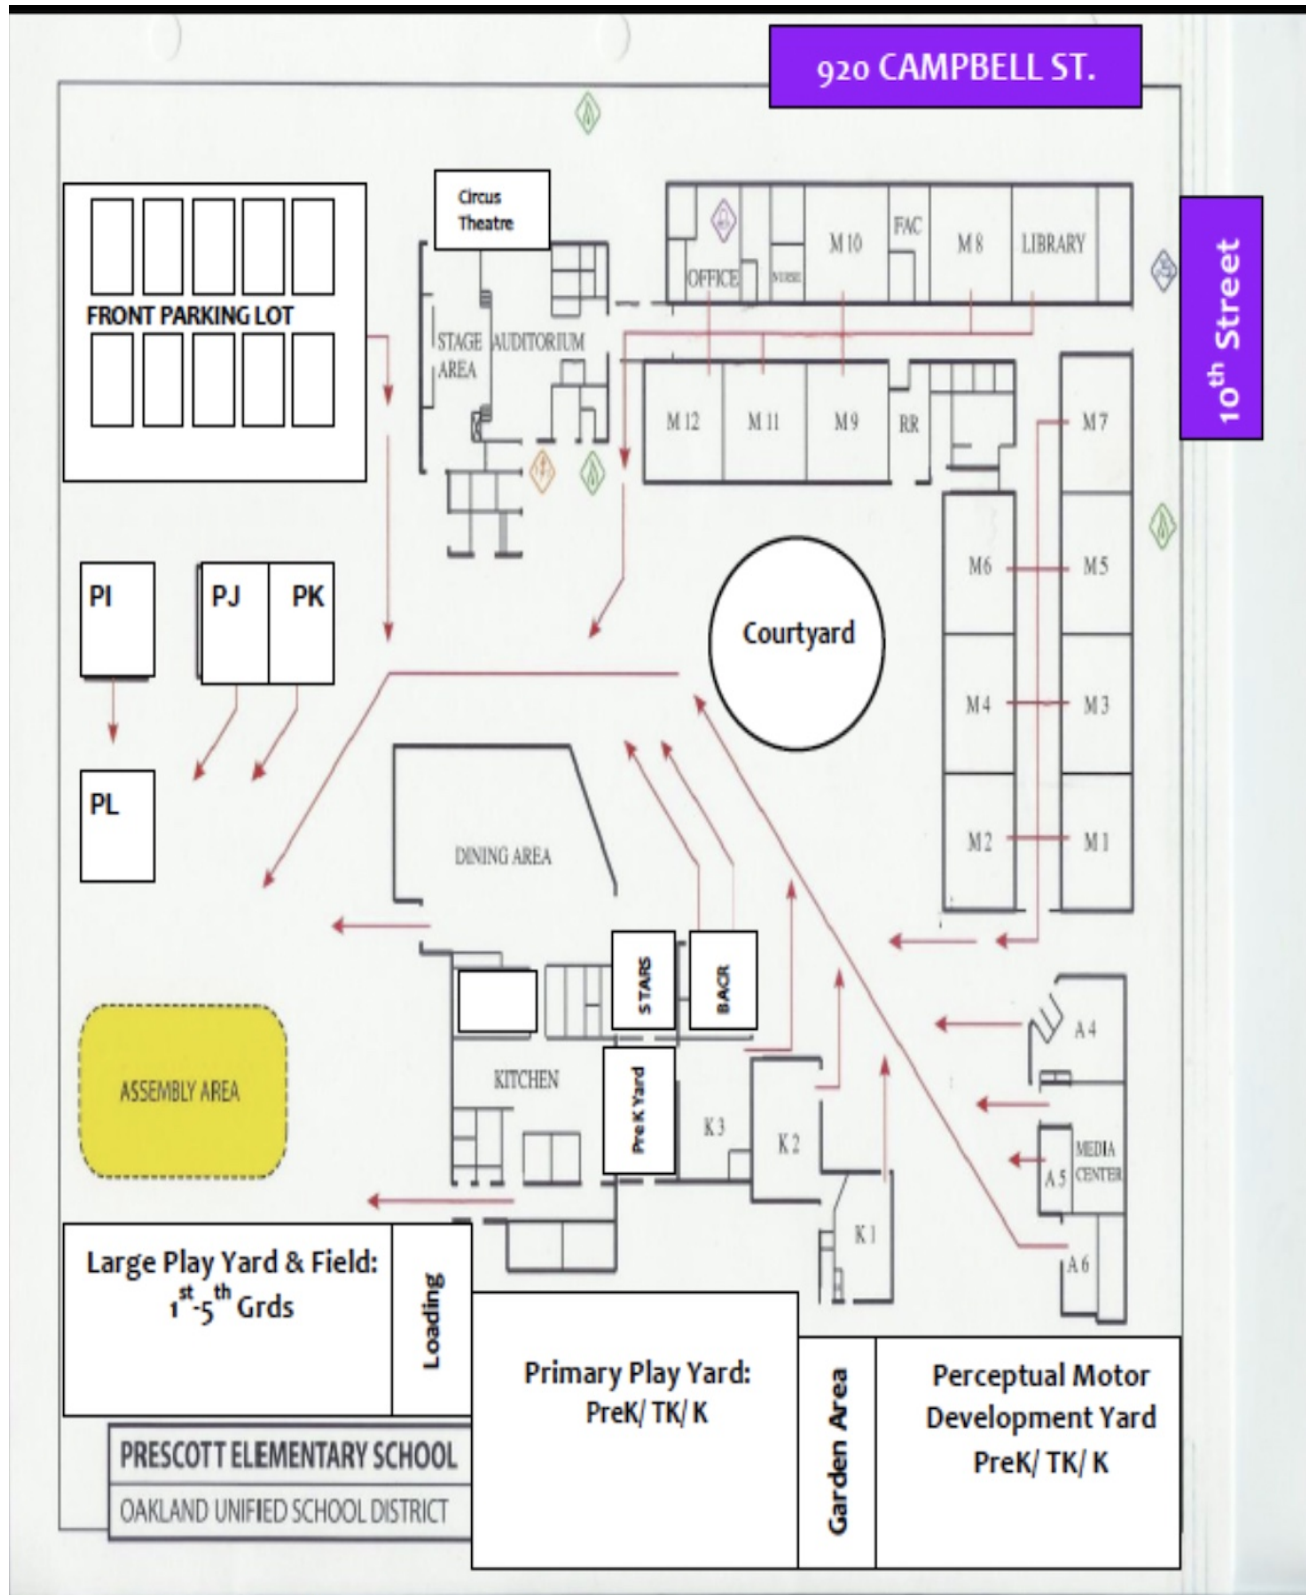 920 CAMPBELL ST.
10th Street
Circus
Theatre
FRONT PARKING LOT
STAGE
AREA
AUDITORIUM
OFFICE
NURSE
M 10
FAC
M 8
LIBRARY
M 12
M 11
M 9
RR
M 7
M6
M 5
M 4
M 3
M 2
M 1
PI
PJ
PK
PL
Courtyard
DINING AREA
STARS
BACR
ASSEMBLY AREA
KITCHEN
Pre K Yard
K 3
K 2
K 1
A 4
MEDIA
CENTER
A 5
A 6
Large Play Yard & Field:
1st-5th Grds
Loading
Primary Play Yard:
PreK/ TK/ K
Garden Area
Perceptual Motor
Development Yard
PreK/ TK/ K
PRESCOTT ELEMENTARY SCHOOL
OAKLAND UNIFIED SCHOOL DISTRICT